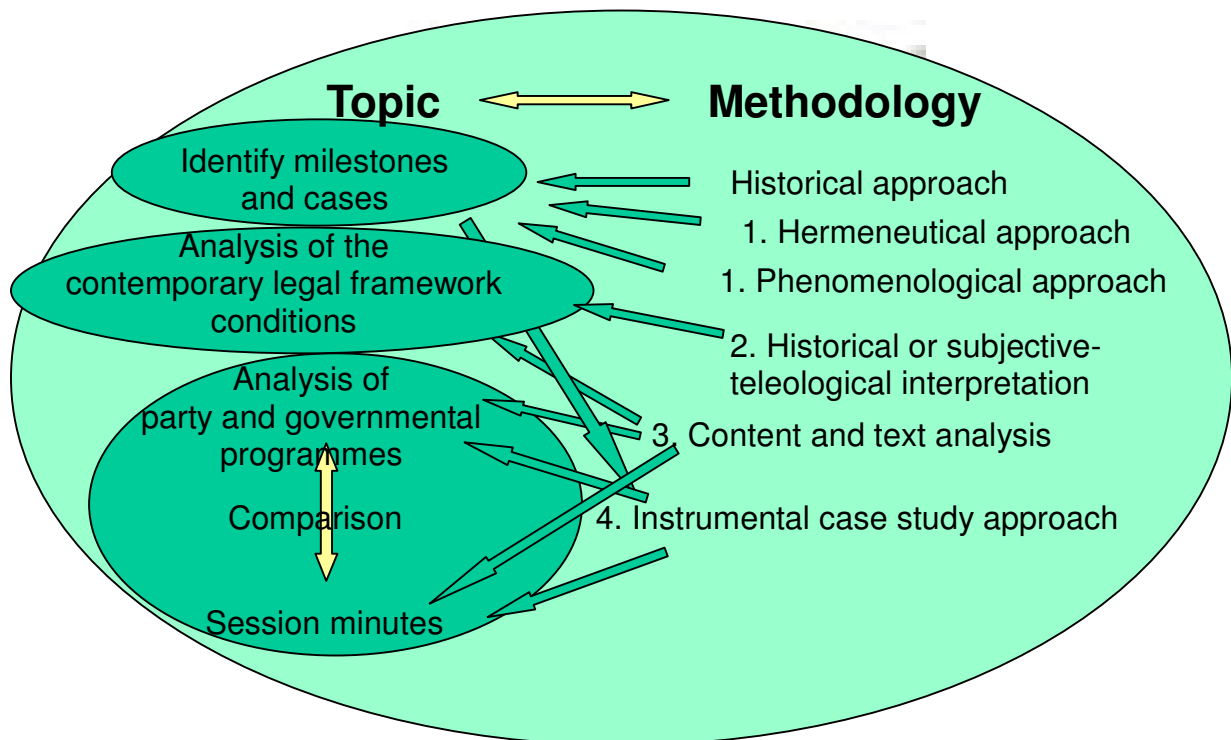 Topic
Methodology
Identify milestones
and cases
Analysis of the
contemporary legal framework
conditions
Analysis of
party and governmental
programmes
Comparison
Session minutes
Historical approach
1. Hermeneutical approach
1. Phenomenological approach
2. Historical or subjective-
teleological interpretation
3. Content and text analysis
4. Instrumental case study approach